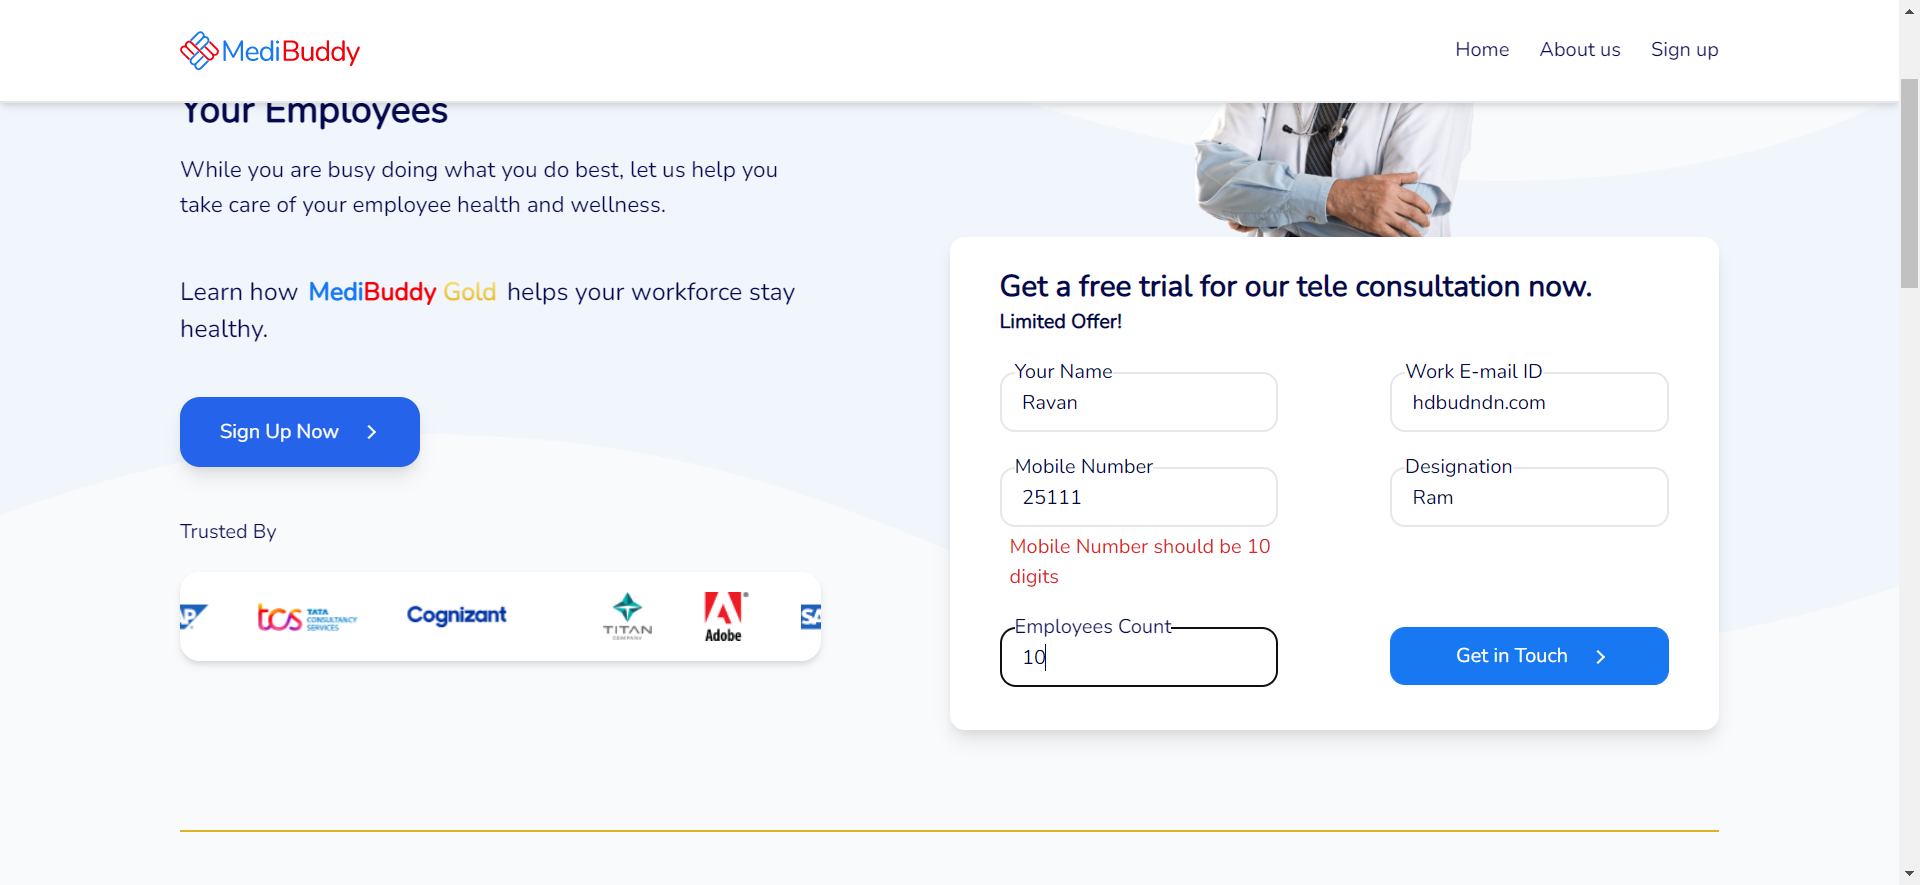 MediBuddy
Home
About us
Sign up
Your Employees
While you are busy doing what you do best, let us help you
take care of your employee health and wellness.
Learn how MediBuddy Gold helps your workforce stay
healthy.
Sign Up Now
Trusted By
tcs TATA
CONSULTANCY
SERVICES
Cognizant
TITAN
COMPANY
Adobe
SA
Get a free trial for our tele consultation now.
Limited Offer!
Your Name
Ravan
Work E-mail ID
hdbudndn.com
Mobile Number
25111
Designation
Ram
Mobile Number should be 10
digits
Employees Count
10
Get in Touch